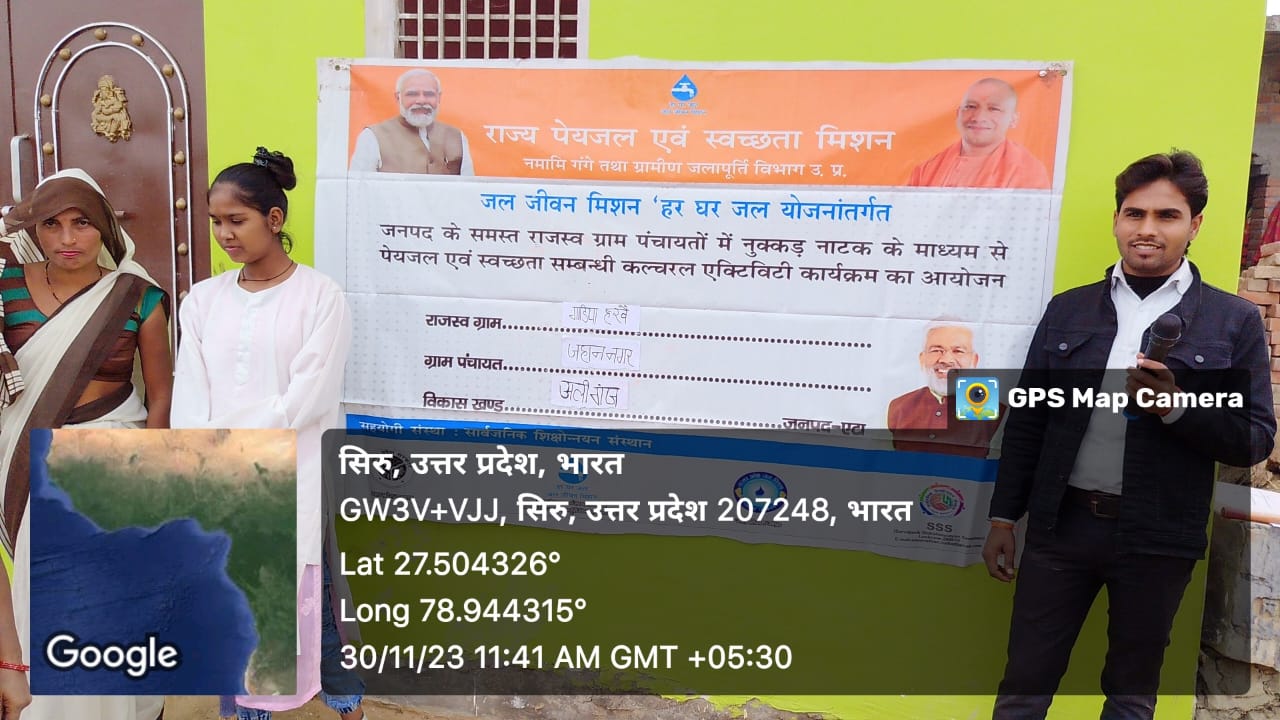 राज्य पेयजल एवं स्वच्छता मिशन
नमामि गंगे तथा ग्रामीण जलापूर्ति विभाग उ. प्र.
जल जीवन मिशन ‘हर घर जल योजनांतर्गत
जनपद के समस्त राजस्व ग्राम पंचायतों में नुक्कड़ नाटक के माध्यम से
पेयजल एवं स्वच्छता सम्बन्धी कल्चरल एक्टिविटी कार्यक्रम का आयोजन
राजस्व ग्राम
ग्राम पंचायत जहान नगर
विकास खण्ड
जनपद-एटा
सहयोगी संस्था : सार्वजनिक शिक्षोन्नयन संस्थान
SSS
GPS Map Camera
सिरु, उत्तर प्रदेश, भारत
GW3V+VJJ, सिरु, उत्तर प्रदेश 207248, भारत
Lat 27.504326°
Long 78.944315°
30/11/23 11:41 AM GMT +05:30
Google